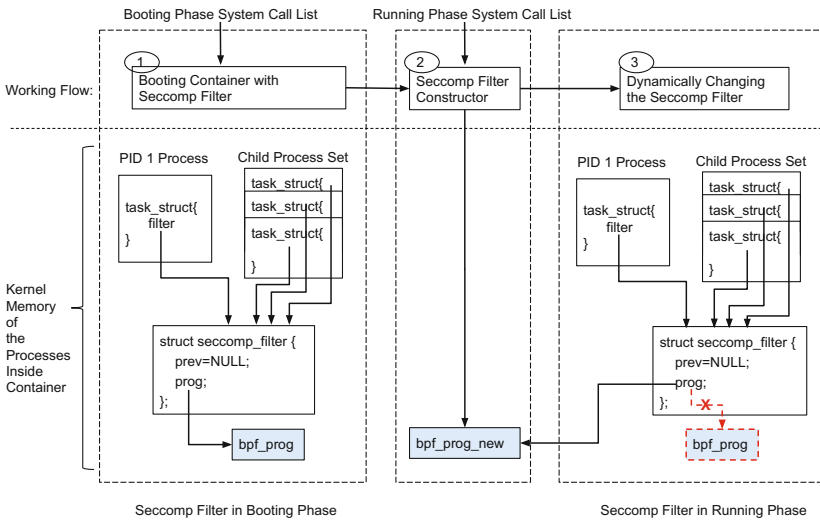 Booting Phase System Call List
Running Phase System Call List
Working Flow:
1
Booting Container with
Seccomp Filter
2
Seccomp Filter
Constructor
3
Dynamically Changing
the Seccomp Filter
PID 1 Process
Child Process Set
task_struct{
filter
}
task_struct{
task_struct{
task_struct{
}
PID 1 Process
Child Process Set
task_struct{
filter
}
task_struct{
task_struct{
task_struct{
}
Kernel
Memory
of
the
Processes
Inside
Container
struct seccomp_filter {
prev=NULL;
prog;
};
bpf_prog
bpf_prog_new
struct seccomp_filter {
prev=NULL;
prog;
};
X
bpf_prog
Seccomp Filter in Booting Phase
Seccomp Filter in Running Phase